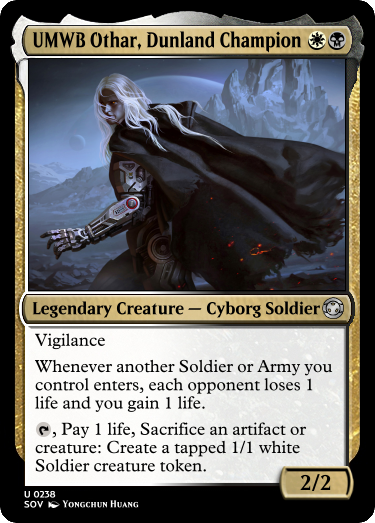 UMWB Othar, Dunland Champion
Legendary Creature — Cyborg Soldier
Vigilance
Whenever another Soldier or Army you
control enters, each opponent loses 1
life and you gain 1 life.
, Pay 1 life, Sacrifice an artifact or
creature: Create a tapped 1/1 white
Soldier creature token.
2/2
U 0238
SOV Yongchun Huang